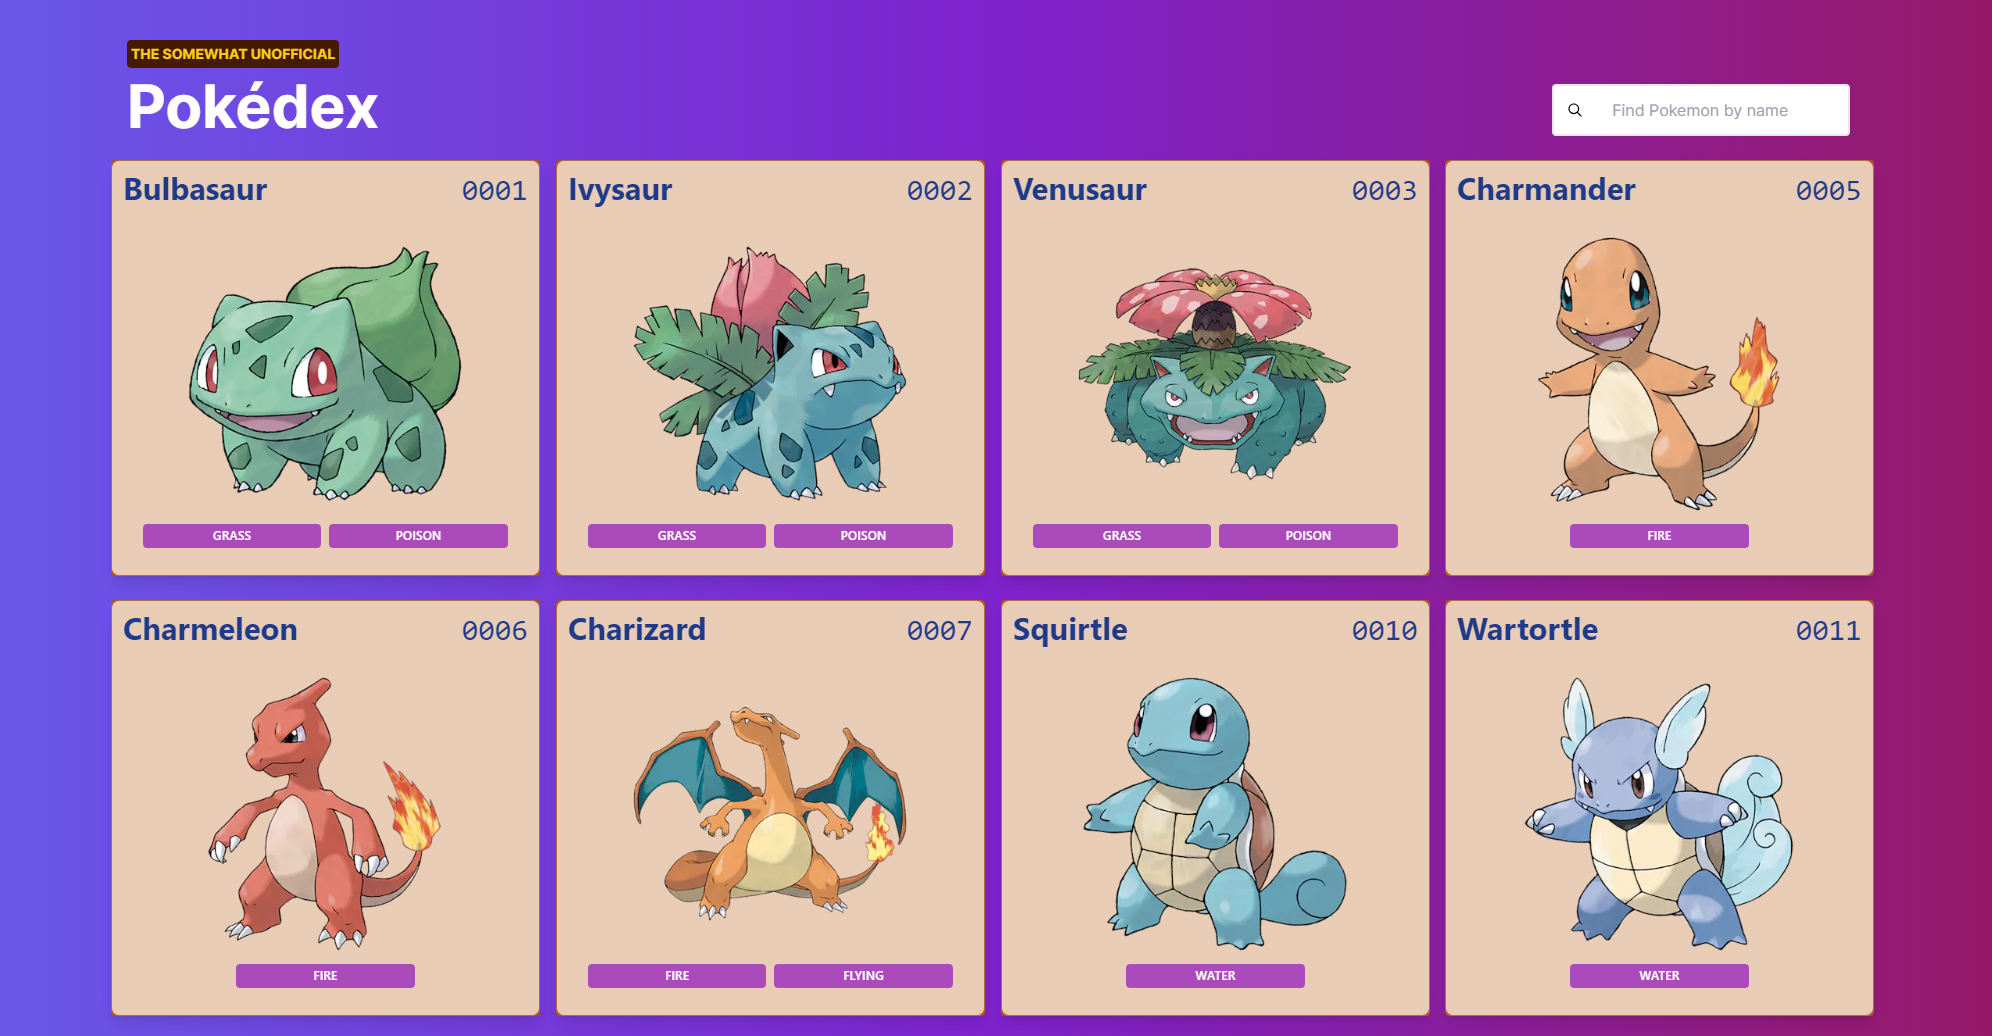 THE SOMEWHAT UNOFFICIAL
Pokédex
Find Pokemon by name
Bulbasaur 0001
GRASS POISON
Ivysaur 0002
GRASS POISON
Venusaur 0003
GRASS POISON
Charmander 0005
FIRE
Charmeleon 0006
FIRE
Charizard 0007
FIRE FLYING
Squirtle 0010
WATER
Wartortle 0011
WATER